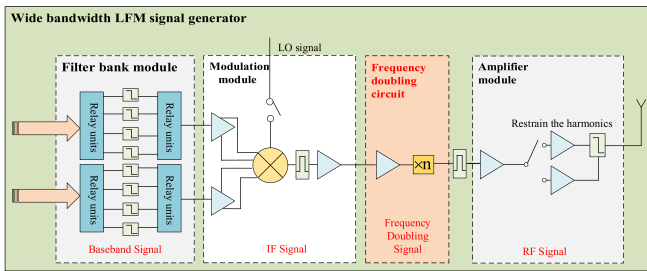 Wide bandwidth LFM signal generator
LO signal
Filter bank module
Modulation
module
Frequency
doubling
circuit
Amplifier
module
Relay units
Relay units
Relay units
Relay units
Restrain the harmonics
×n
Baseband Signal
IF Signal
Frequency
Doubling
Signal
RF Signal